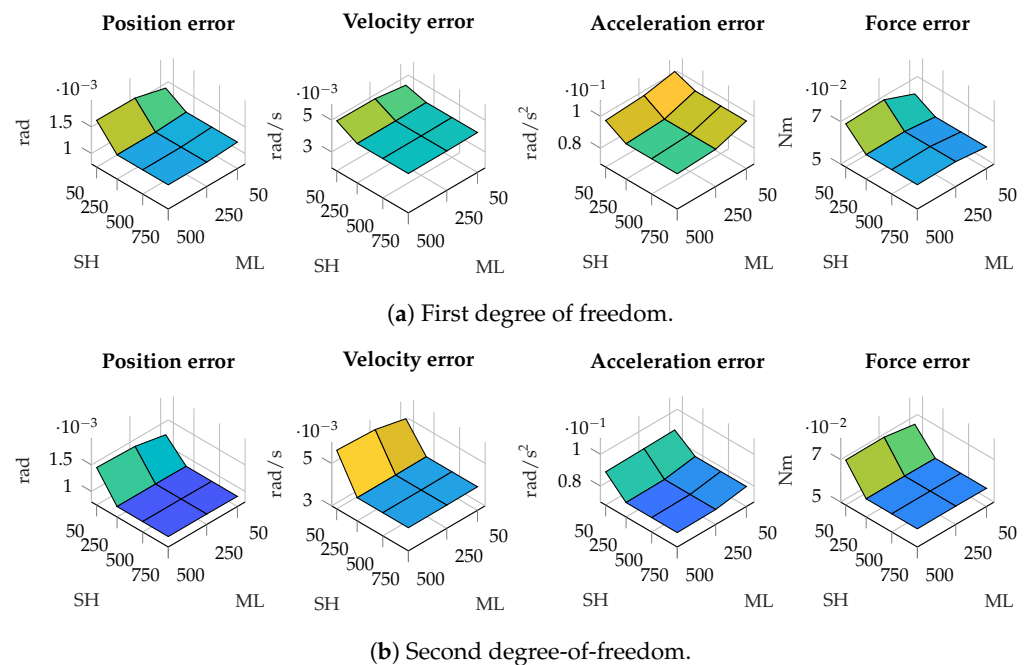 Position error
Velocity error
Acceleration error
Force error
·10⁻³
rad
1.5
1
50
250
500
750
SH
500
250
50
ML
·10⁻³
rad/s
5
3
50
250
500
750
SH
500
250
50
ML
·10⁻¹
rad/s²
1
0.8
50
250
500
750
SH
500
250
50
ML
·10⁻²
Nm
7
5
50
250
500
750
SH
500
250
50
ML
(a) First degree of freedom.
Position error
Velocity error
Acceleration error
Force error
·10⁻³
rad
1.5
1
50
250
500
750
SH
500
250
50
ML
·10⁻³
rad/s
5
3
50
250
500
750
SH
500
250
50
ML
·10⁻¹
rad/s²
1
0.8
50
250
500
750
SH
500
250
50
ML
·10⁻²
Nm
7
5
50
250
500
750
SH
500
250
50
ML
(b) Second degree-of-freedom.